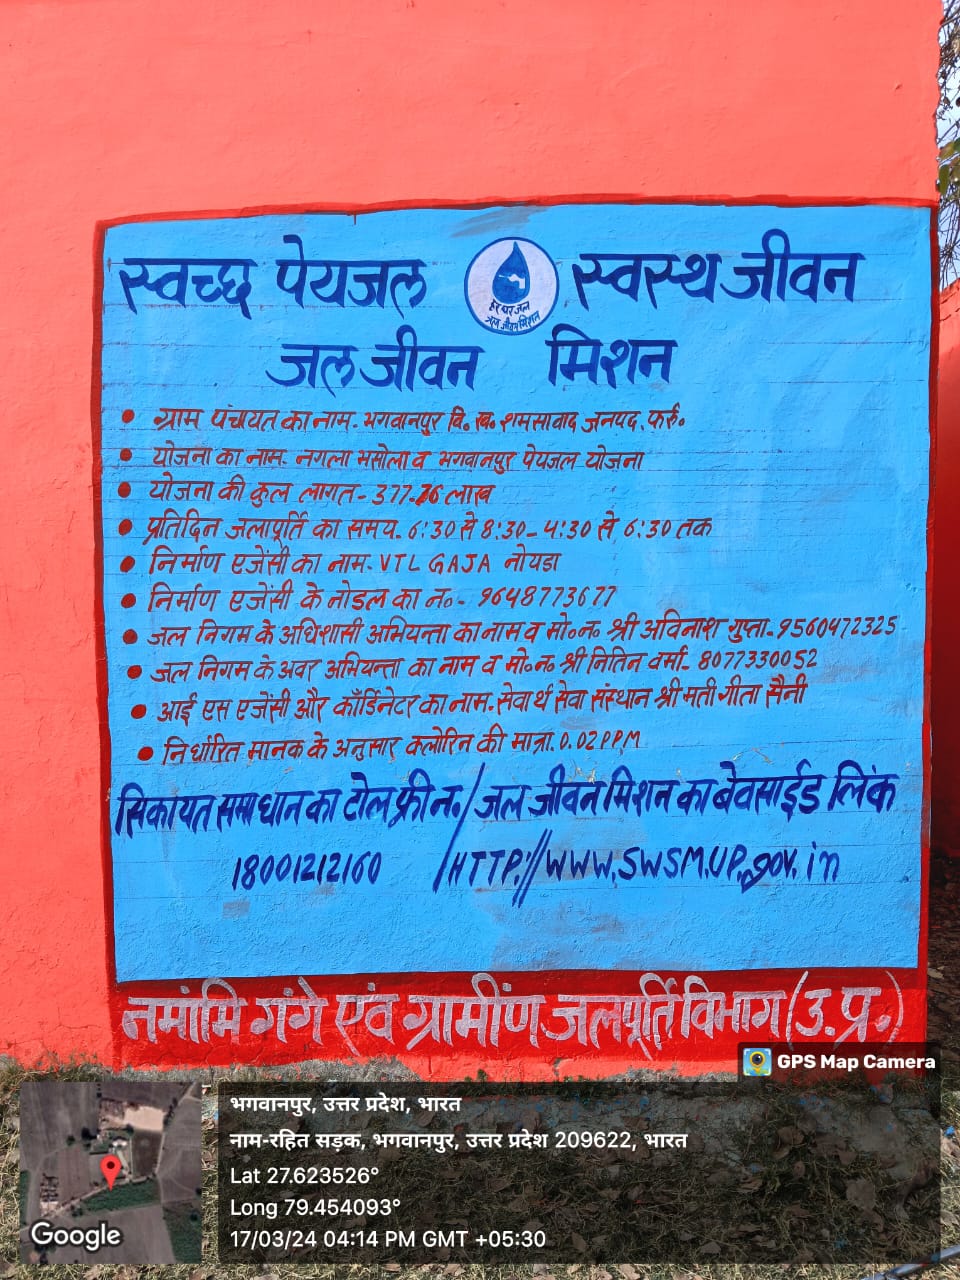 स्वच्छ पेयजल स्वस्थ जीवन
हर घर जल
जल जीवन मिशन
जल जीवन मिशन
• ग्राम पंचायत का नाम- भगवानपुर वि. ख. शमसावाद जनपद. फर्रु.
• योजना का नाम- नगला भसोला व भगवानपुर पेयजल योजना
• योजना की कुल लागत- 377.76 लाख
• प्रतिदिन जलापूर्ति का समय- 6:30 से 8:30- 4:30 से 6:30 तक
• निर्माण एजेंसी का नाम- VTL GAJA नोयडा
• निर्माण एजेंसी के नोडल का न०- 9648773677
• जल निगम के अधिशासी अभियन्ता का नाम व मो०न० श्री अविनाश गुप्ता- 9560472325
• जल निगम के अवर अभियन्ता का नाम व मो०न० श्री नितिन वर्मा- 8077330052
• आई एस एजेंसी और कॉर्डिनेटर का नाम- सेवार्थ सेवा संस्थान श्री मती गीता सैनी
• निर्धारित मानक के अनुसार क्लोरिन की मात्रा- 0.02 PPM
सिकायत समाधान का टोल फ्री न०/ जल जीवन मिशन का बेवसाईड लिंक
18001212160 /HTTP://WWW.SWSM.UP.gov.in
नमांमि गंगे एंव ग्रामींण जलपूर्ति विभाग (उ.प्र.)
GPS Map Camera
भगवानपुर, उत्तर प्रदेश, भारत
नाम-रहित सड़क, भगवानपुर, उत्तर प्रदेश 209622, भारत
Lat 27.623526°
Long 79.454093°
17/03/24 04:14 PM GMT +05:30
Google